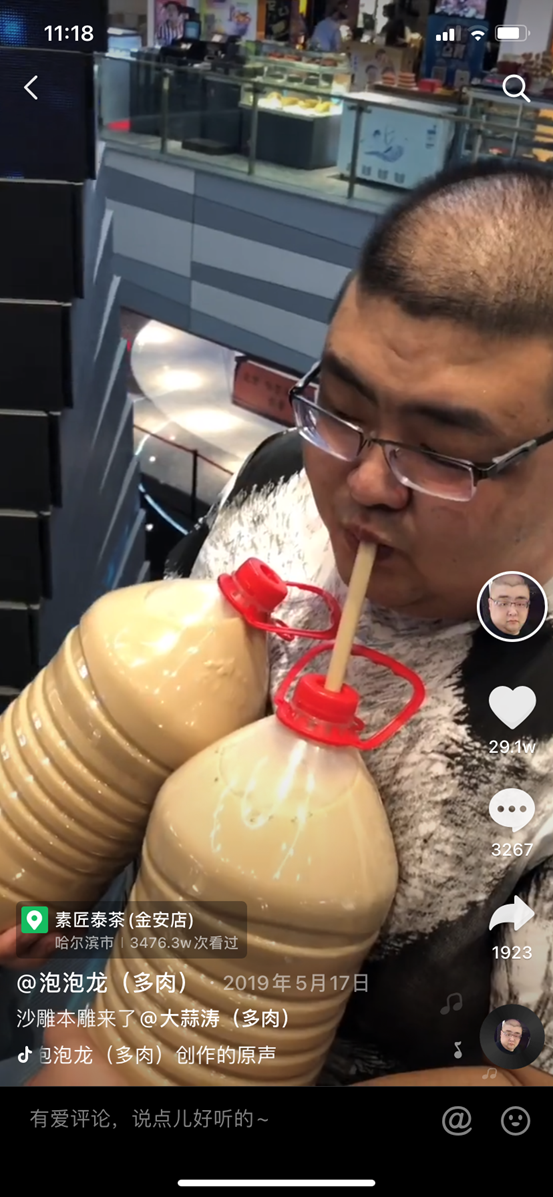 11:18
29.1w
3267
素匠泰茶(金安店)
哈尔滨市 | 3476.3w次看过
1923
@泡泡龙（多肉） · 2019年5月17日
沙雕本雕来了@大蒜涛（多肉）
泡泡龙（多肉）创作的原声
有爱评论，说点儿好听的~